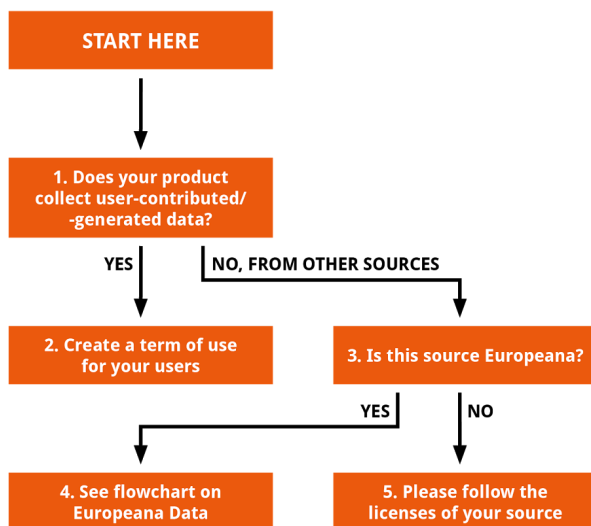 START HERE
1. Does your product
collect user-contributed/
-generated data?
YES
NO, FROM OTHER SOURCES
2. Create a term of use
for your users
3. Is this source Europeana?
YES
NO
4. See flowchart on
Europeana Data
5. Please follow the
licenses of your source